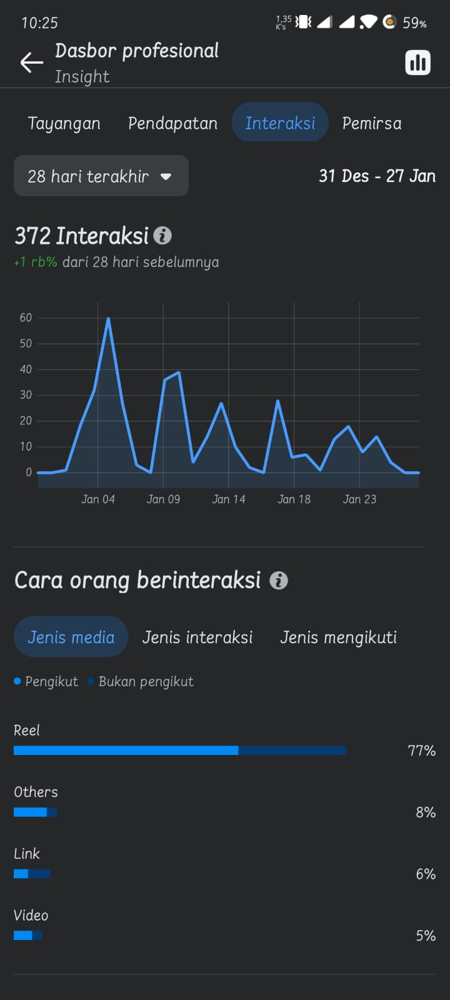 10:25
1,35 K's
59%
Dasbor profesional
Insight
Tayangan Pendapatan Interaksi Pemirsa
28 hari terakhir
31 Des - 27 Jan
372 Interaksi
+1 rb% dari 28 hari sebelumnya
60
50
40
30
20
10
0
Jan 04 Jan 09 Jan 14 Jan 18 Jan 23
Cara orang berinteraksi
Jenis media Jenis interaksi Jenis mengikuti
Pengikut Bukan pengikut
Reel
77%
Others
8%
Link
6%
Video
5%